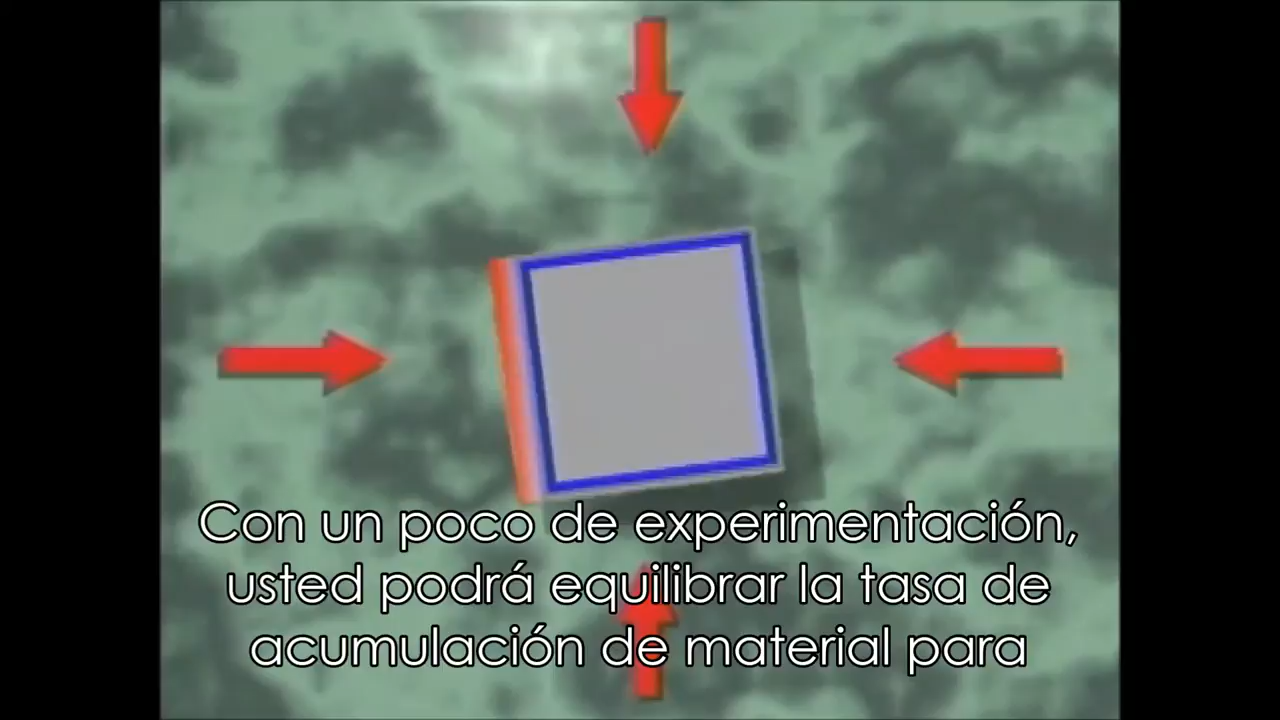 Con un poco de experimentación,
usted podrá equilibrar la tasa de
acumulación de material para